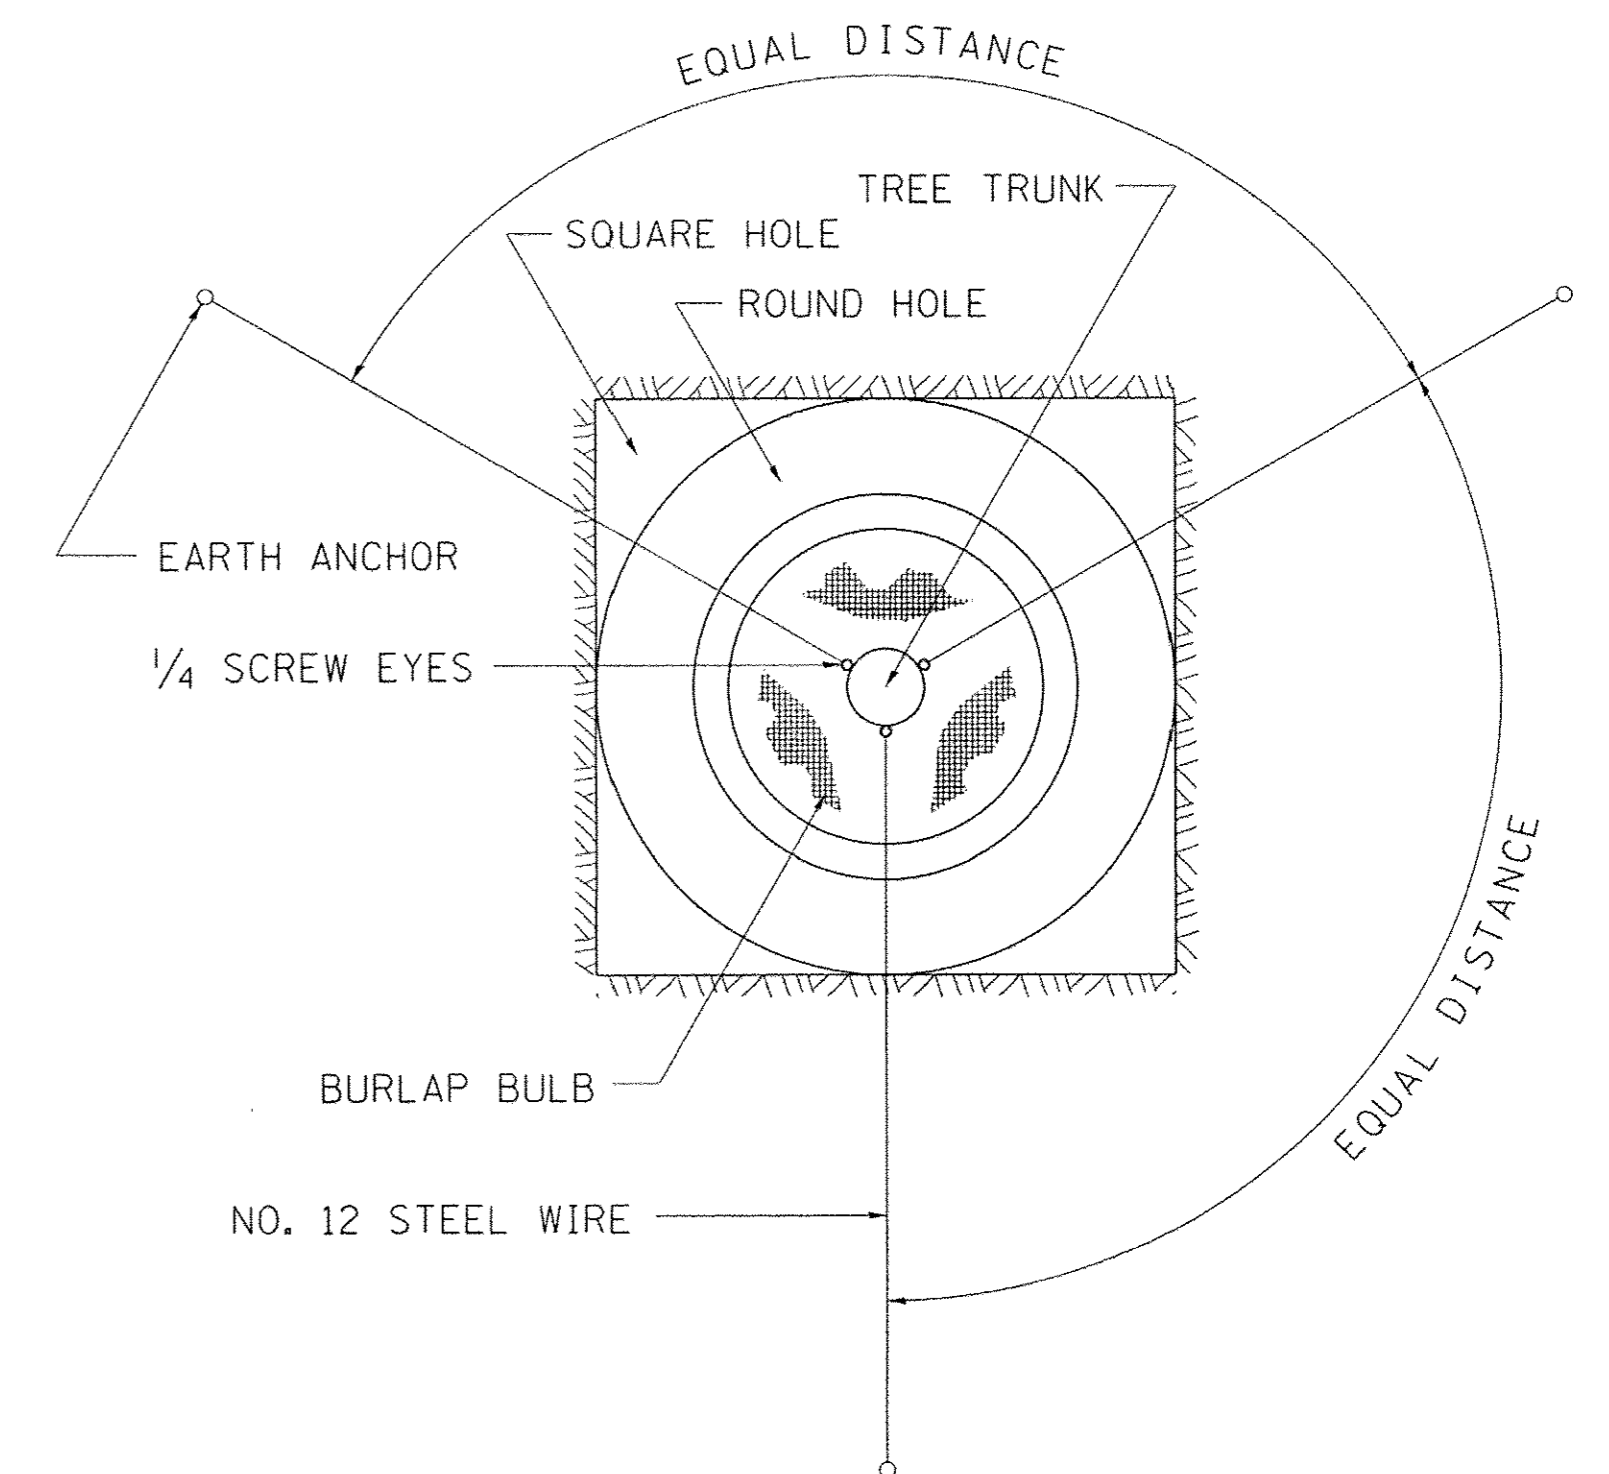 EQUAL DISTANCE
TREE TRUNK
SQUARE HOLE
ROUND HOLE
EARTH ANCHOR
1/4 SCREW EYES
BURLAP BULB
NO. 12 STEEL WIRE
EQUAL DISTANCE